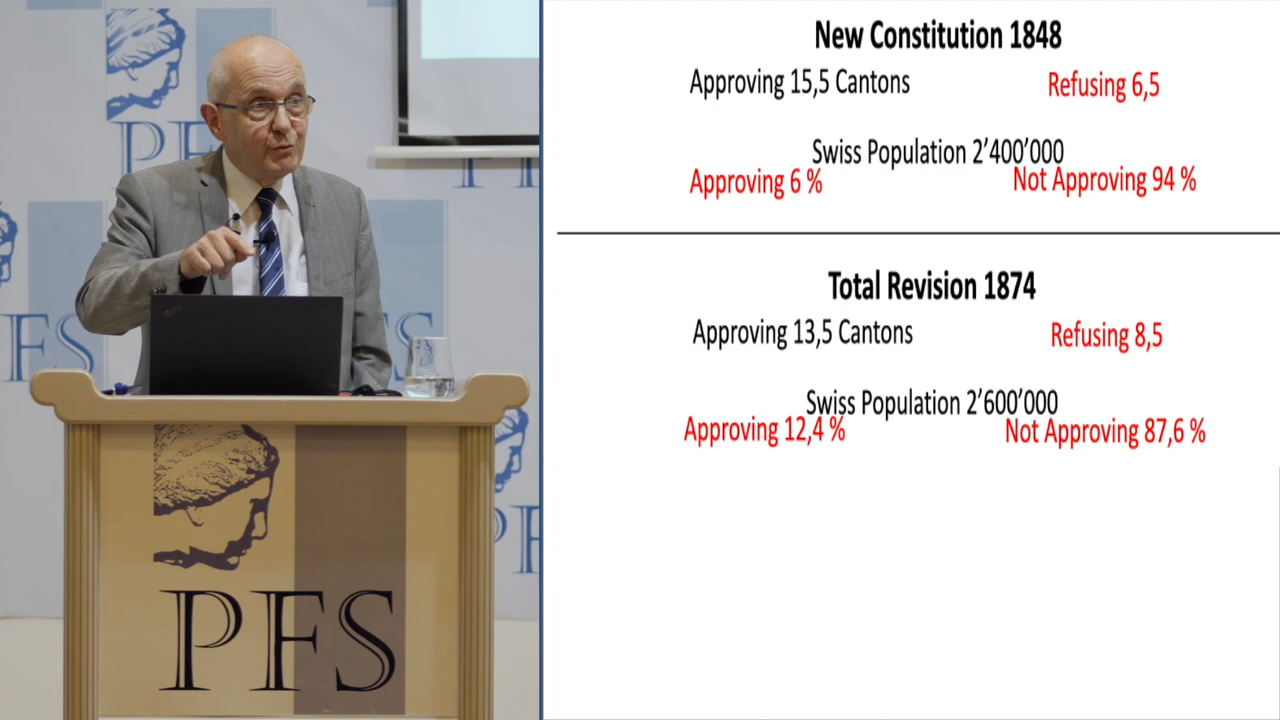 PFS
PFS
PFS
New Constitution 1848
Approving 15,5 Cantons Refusing 6,5
Swiss Population 2’400’000
Approving 6 % Not Approving 94 %
Total Revision 1874
Approving 13,5 Cantons Refusing 8,5
Swiss Population 2’600’000
Approving 12,4 % Not Approving 87,6 %